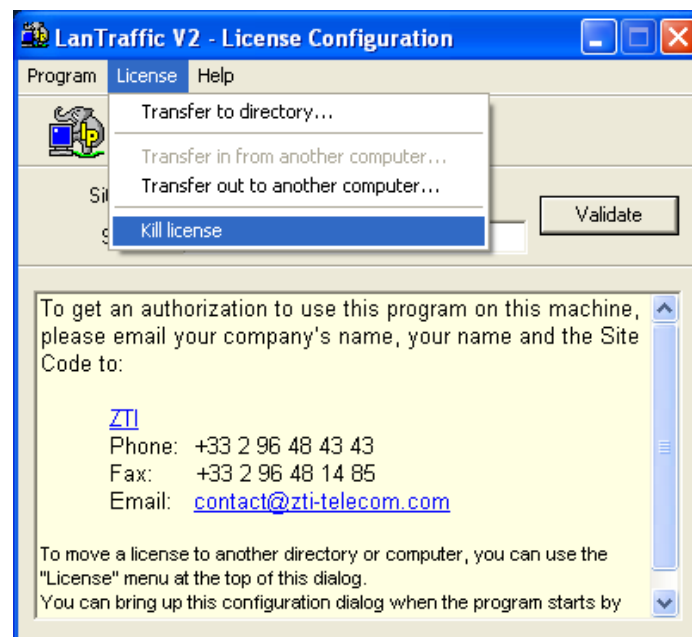 LanTraffic V2 - License Configuration
Program License Help
Transfer to directory...
Transfer in from another computer...
Transfer out to another computer...
Kill license
Validate
To get an authorization to use this program on this machine,
please email your company's name, your name and the Site
Code to:
ZTI
Phone: +33 2 96 48 43 43
Fax: +33 2 96 48 14 85
Email: contact@zti-telecom.com
To move a license to another directory or computer, you can use the
"License" menu at the top of this dialog.
You can bring up this configuration dialog when the program starts by